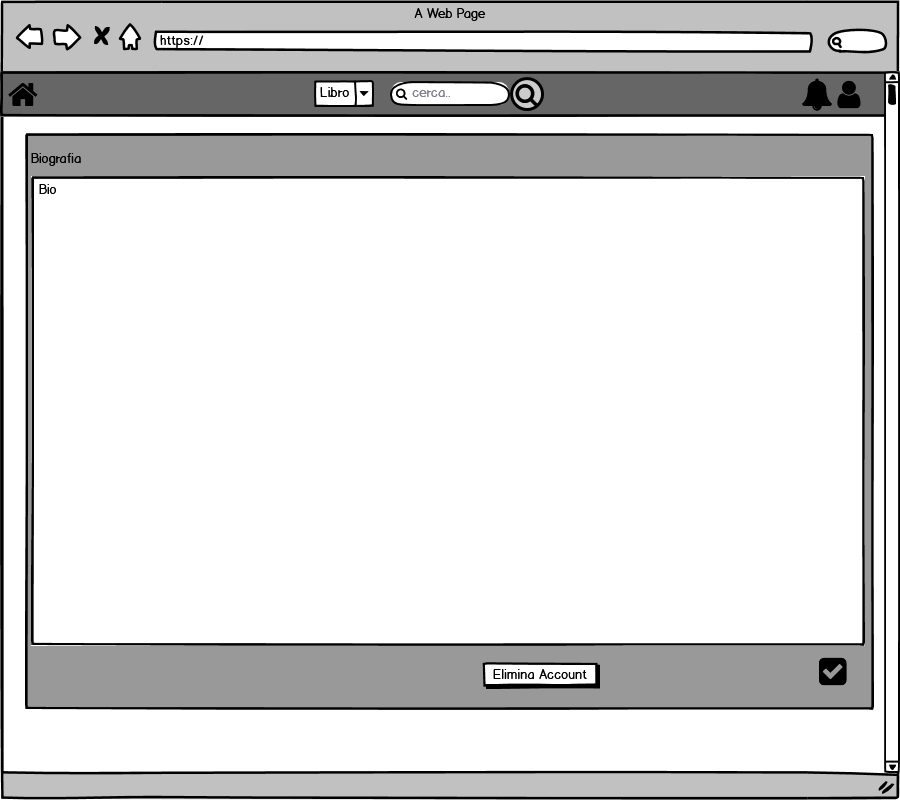 A Web Page
https://
Libro
cerca..
Biografia
Bio
Elimina Account